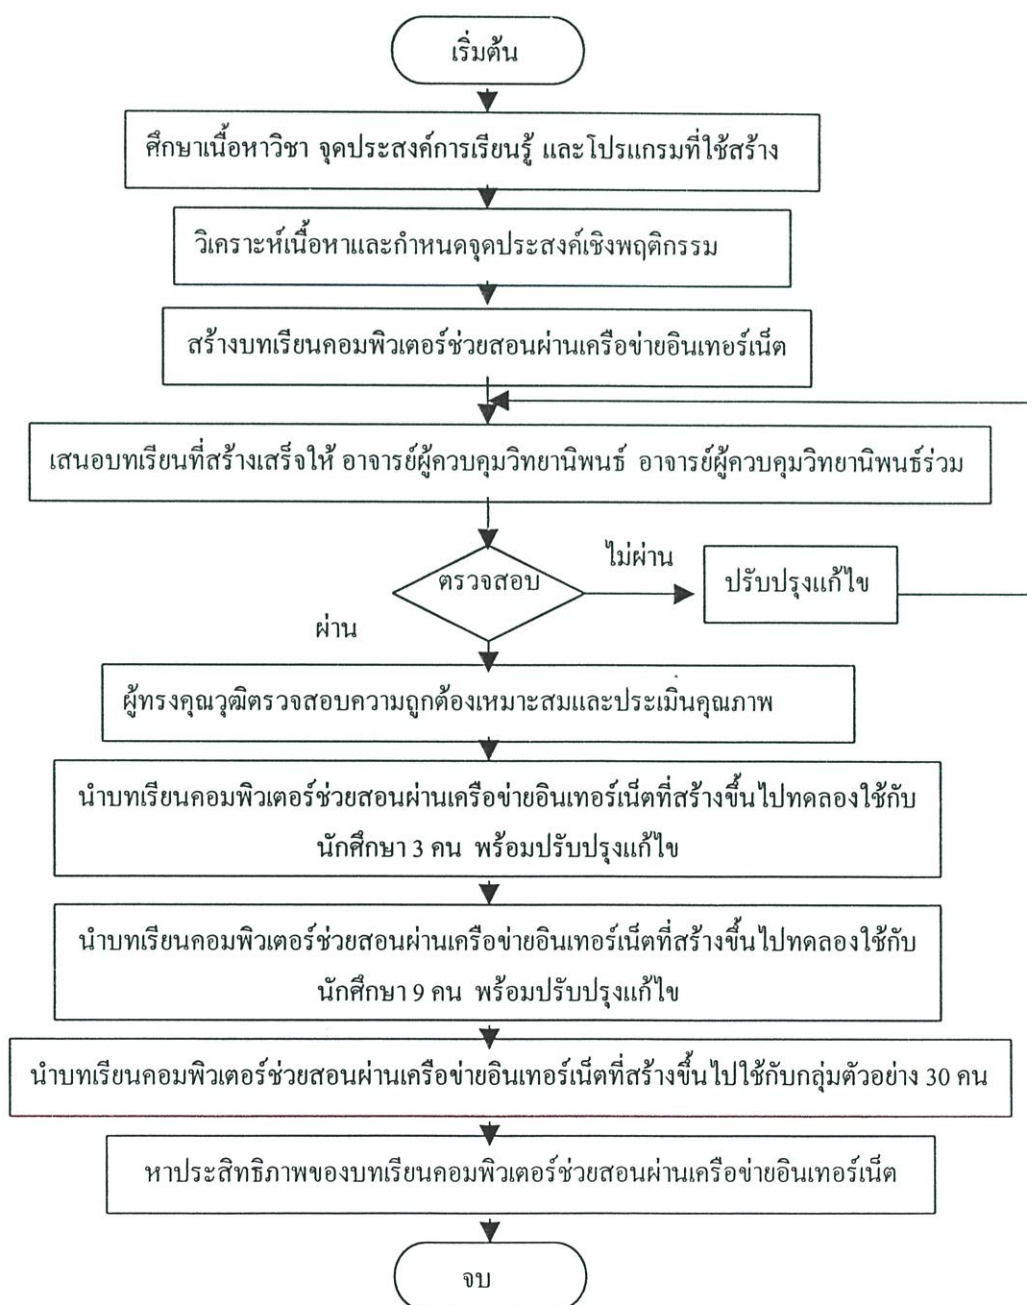 เริ่มต้น
ศึกษาเนื้อหาวิชา จุดประสงค์การเรียนรู้ และโปรแกรมที่ใช้สร้าง
วิเคราะห์เนื้อหาและกำหนดจุดประสงค์เชิงพฤติกรรม
สร้างบทเรียนคอมพิวเตอร์ช่วยสอนผ่านเครือข่ายอินเทอร์เน็ต
เสนอบทเรียนที่สร้างเสร็จให้ อาจารย์ผู้ควบคุมวิทยานิพนธ์ อาจารย์ผู้ควบคุมวิทยานิพนธ์ร่วม
ตรวจสอบ
ไม่ผ่าน
ปรับปรุงแก้ไข
ผ่าน
ผู้ทรงคุณวุฒิตรวจสอบความถูกต้องเหมาะสมและประเมินคุณภาพ
นำบทเรียนคอมพิวเตอร์ช่วยสอนผ่านเครือข่ายอินเทอร์เน็ตที่สร้างขึ้นไปทดลองใช้กับ
นักศึกษา 3 คน พร้อมปรับปรุงแก้ไข
นำบทเรียนคอมพิวเตอร์ช่วยสอนผ่านเครือข่ายอินเทอร์เน็ตที่สร้างขึ้นไปทดลองใช้กับ
นักศึกษา 9 คน พร้อมปรับปรุงแก้ไข
นำบทเรียนคอมพิวเตอร์ช่วยสอนผ่านเครือข่ายอินเทอร์เน็ตที่สร้างขึ้นไปใช้กับกลุ่มตัวอย่าง 30 คน
หาประสิทธิภาพของบทเรียนคอมพิวเตอร์ช่วยสอนผ่านเครือข่ายอินเทอร์เน็ต
จบ